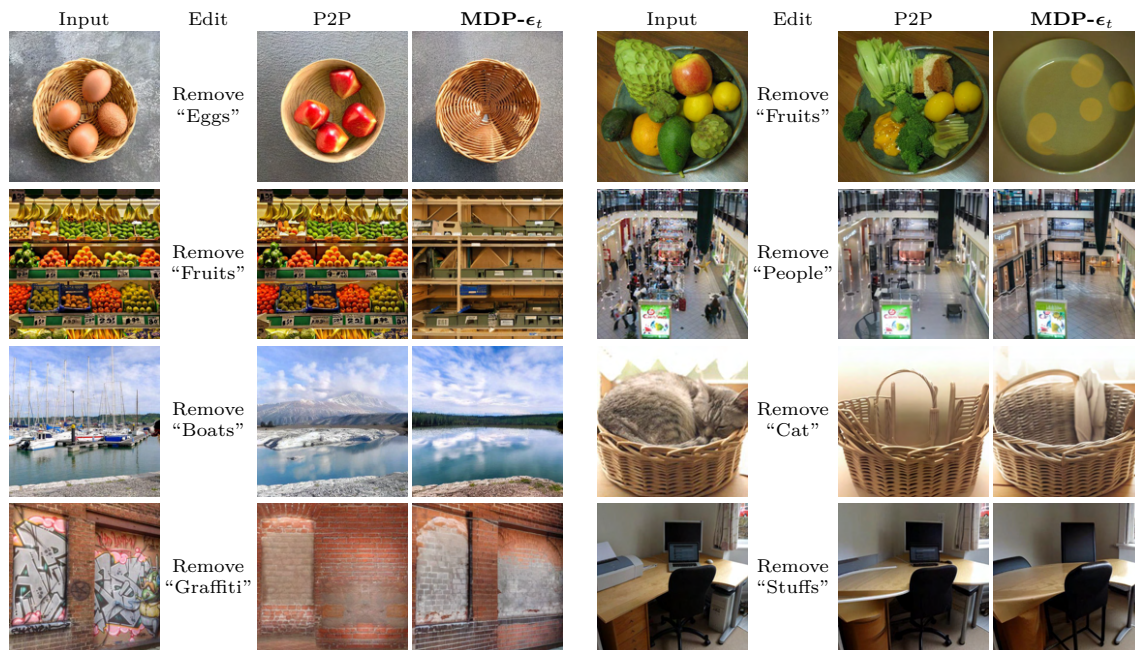 Input Edit P2P MDP-ϵₜ Input Edit P2P MDP-ϵₜ
Remove
“Eggs”
Remove
“Fruits”
Remove
“Fruits”
Remove
“People”
Remove
“Boats”
Remove
“Cat”
Remove
“Graffiti”
Remove
“Stuffs”